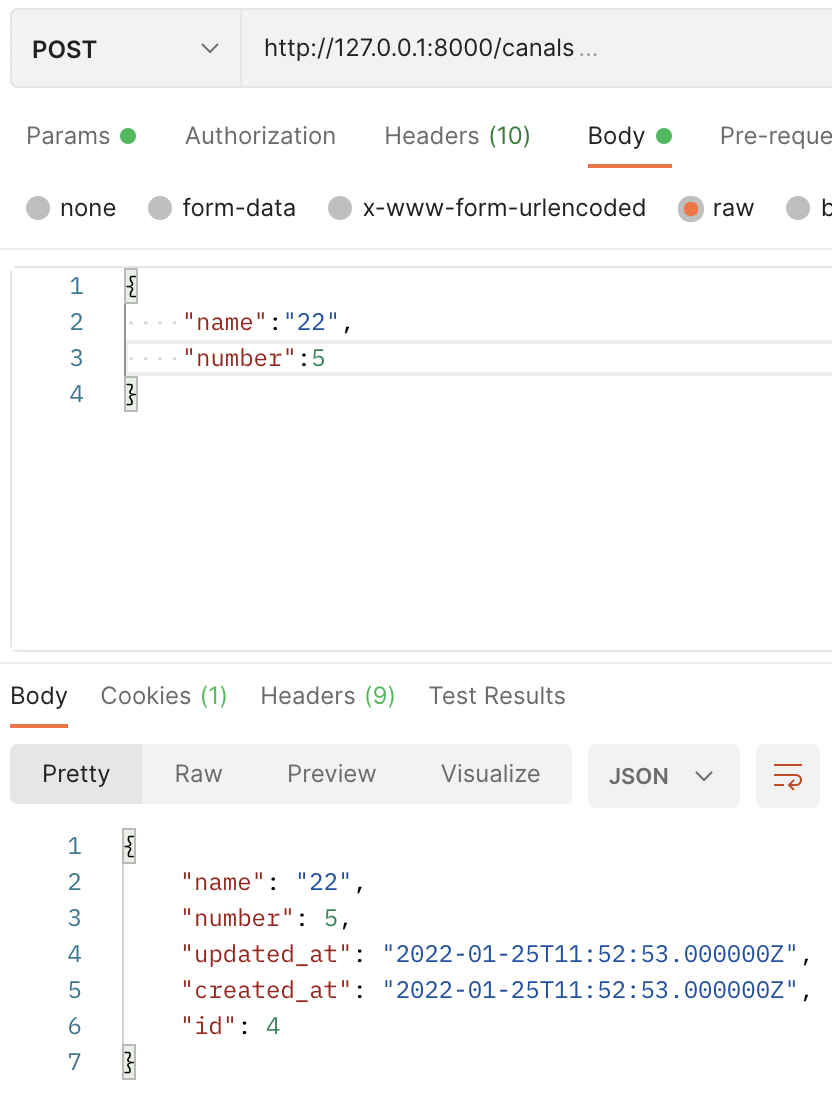 POST http://127.0.0.1:8000/canals ...
Params Authorization Headers (10) Body Pre-reque
none form-data x-www-form-urlencoded raw b
1 {
2 ····"name":"22",
3 ····"number":5
4 }
Body Cookies (1) Headers (9) Test Results
Pretty Raw Preview Visualize JSON
1 {
2 "name": "22",
3 "number": 5,
4 "updated_at": "2022-01-25T11:52:53.000000Z",
5 "created_at": "2022-01-25T11:52:53.000000Z",
6 "id": 4
7 }